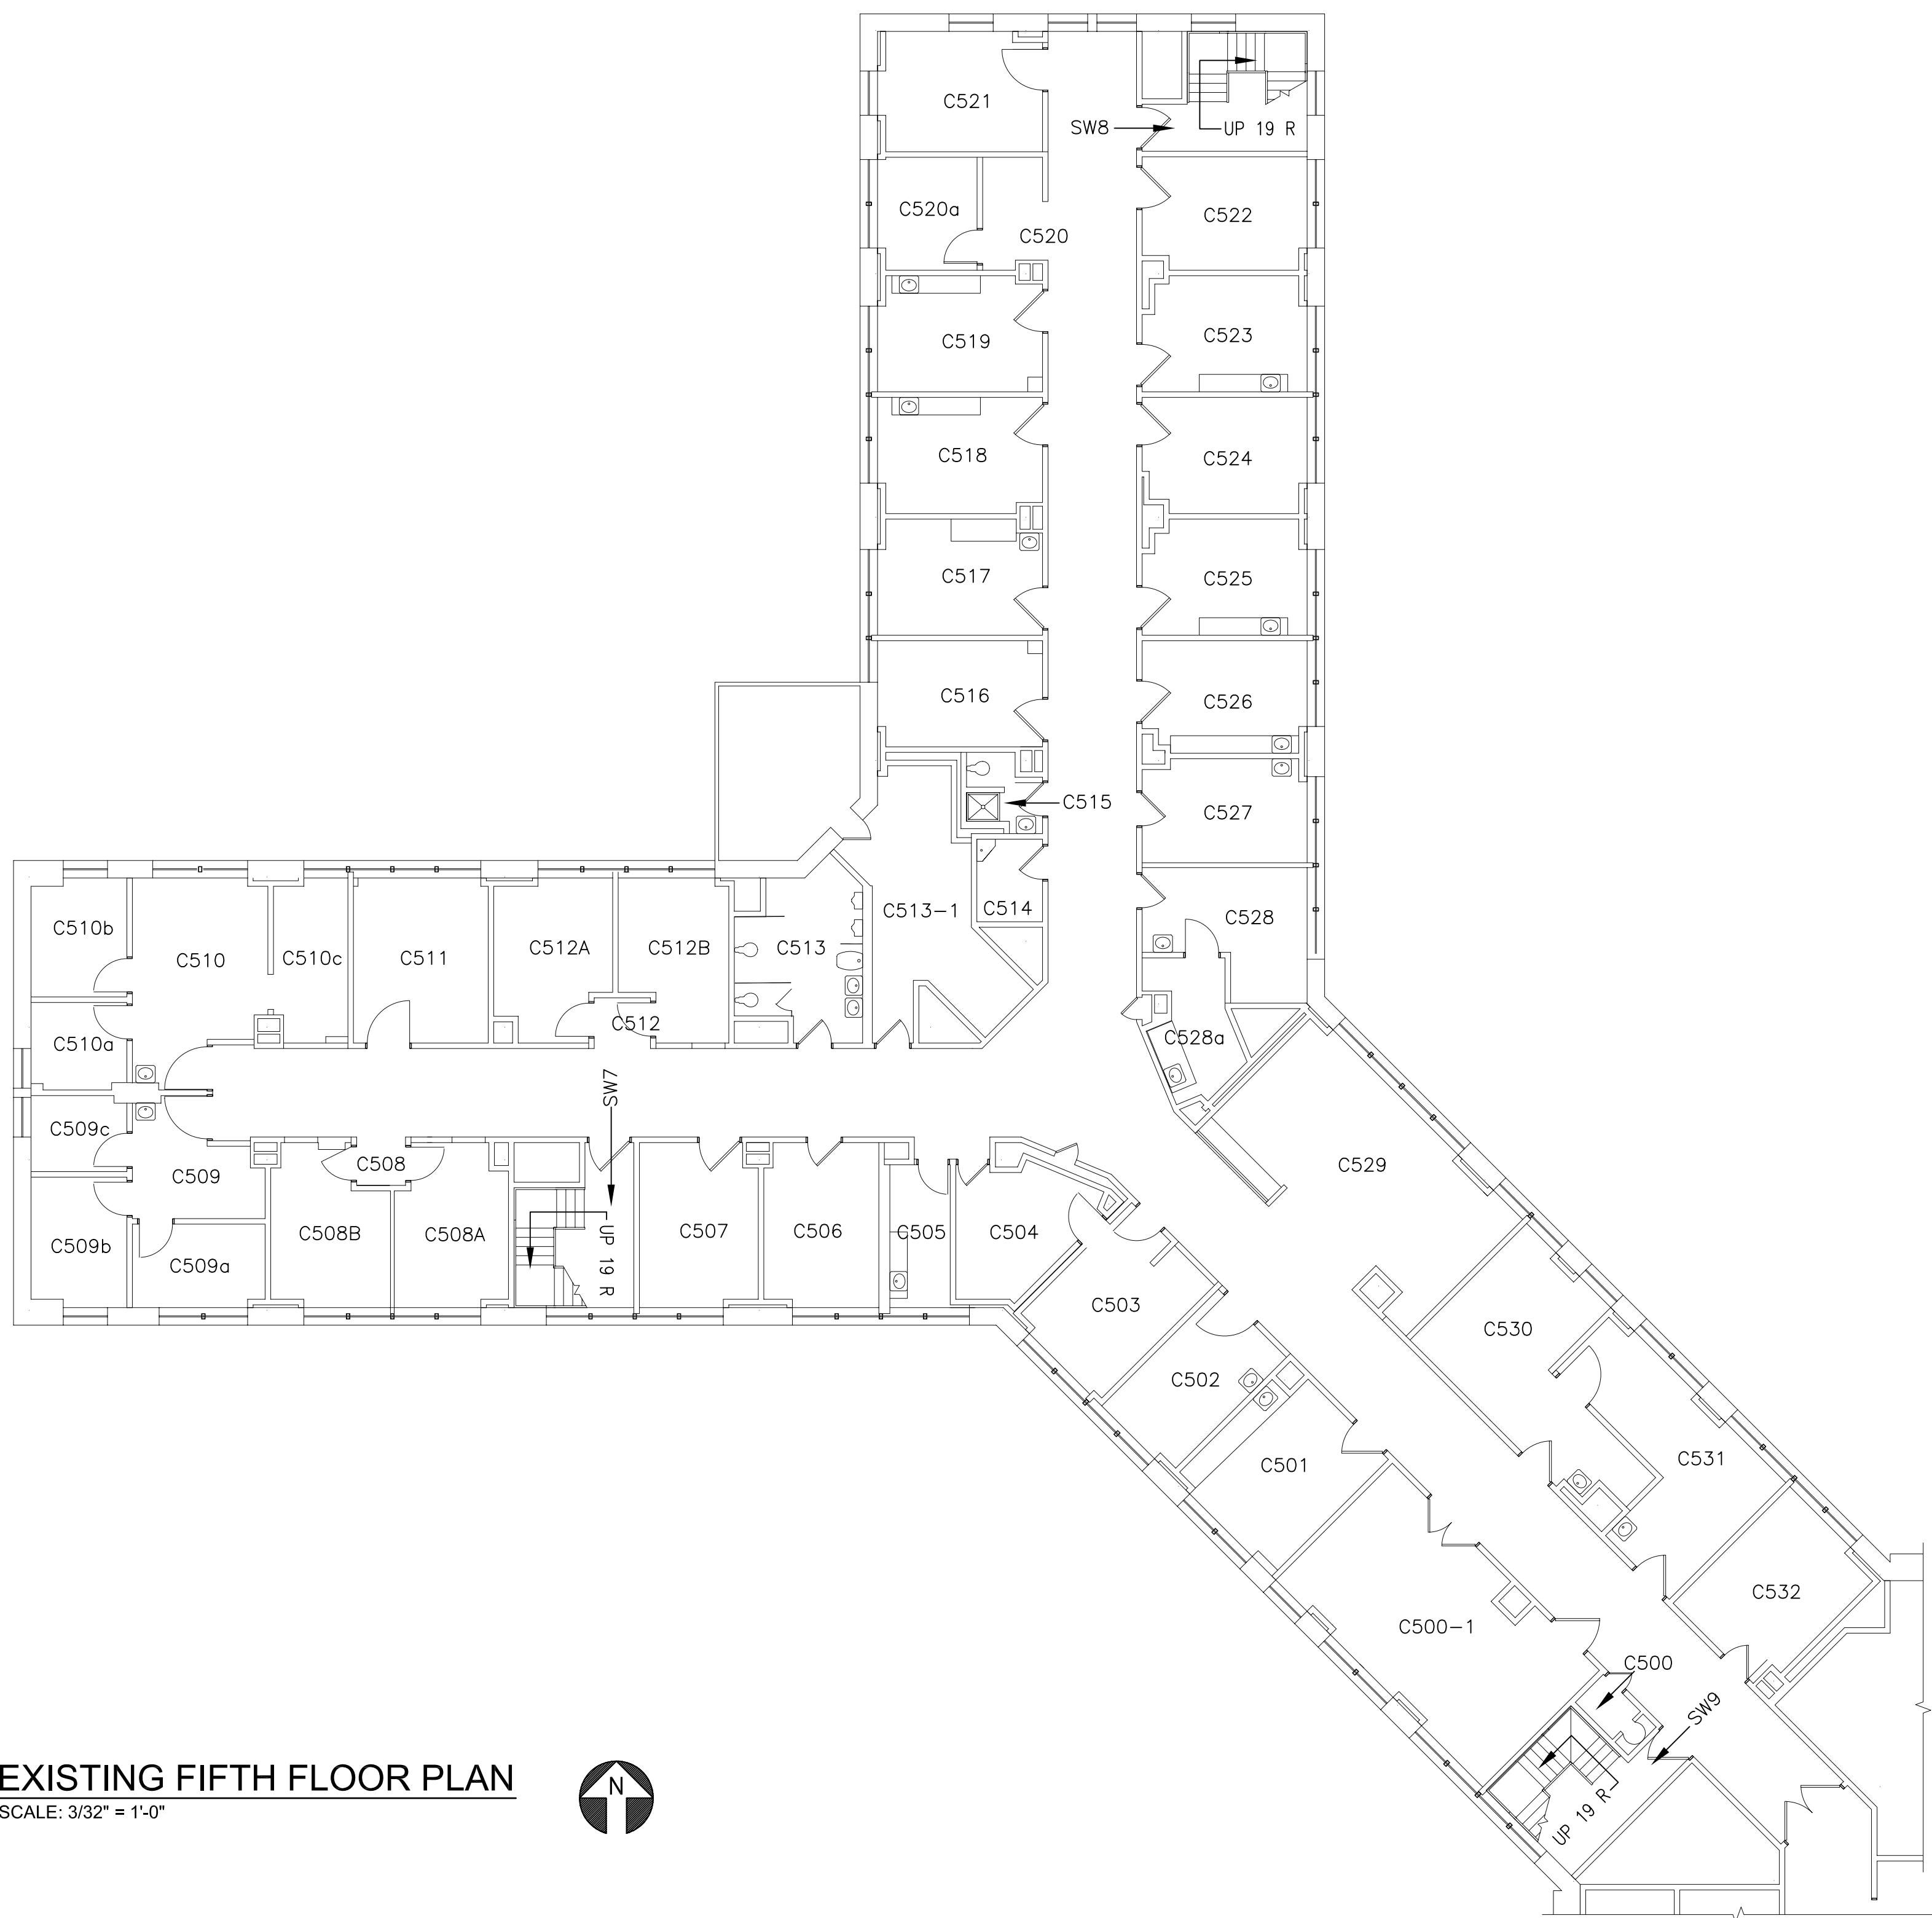 C521
SW8
UP 19 R
C520a
C522
C520
C519
C523
C518
C524
C517
C525
C516
C526
C515
C527
C513-1
C514
C528
C510b
C510
C510c
C511
C512A
C512B
C513
C512
C510a
C528a
SW7
C509c
C508
C509
C529
C508B
C508A
UP 19 R
C507
C506
C505
C504
C509b
C509a
C503
C530
C502
C501
C531
C532
C500-1
C500
SW9
UP 19 R
EXISTING FIFTH FLOOR PLAN
SCALE: 3/32" = 1'-0"
N